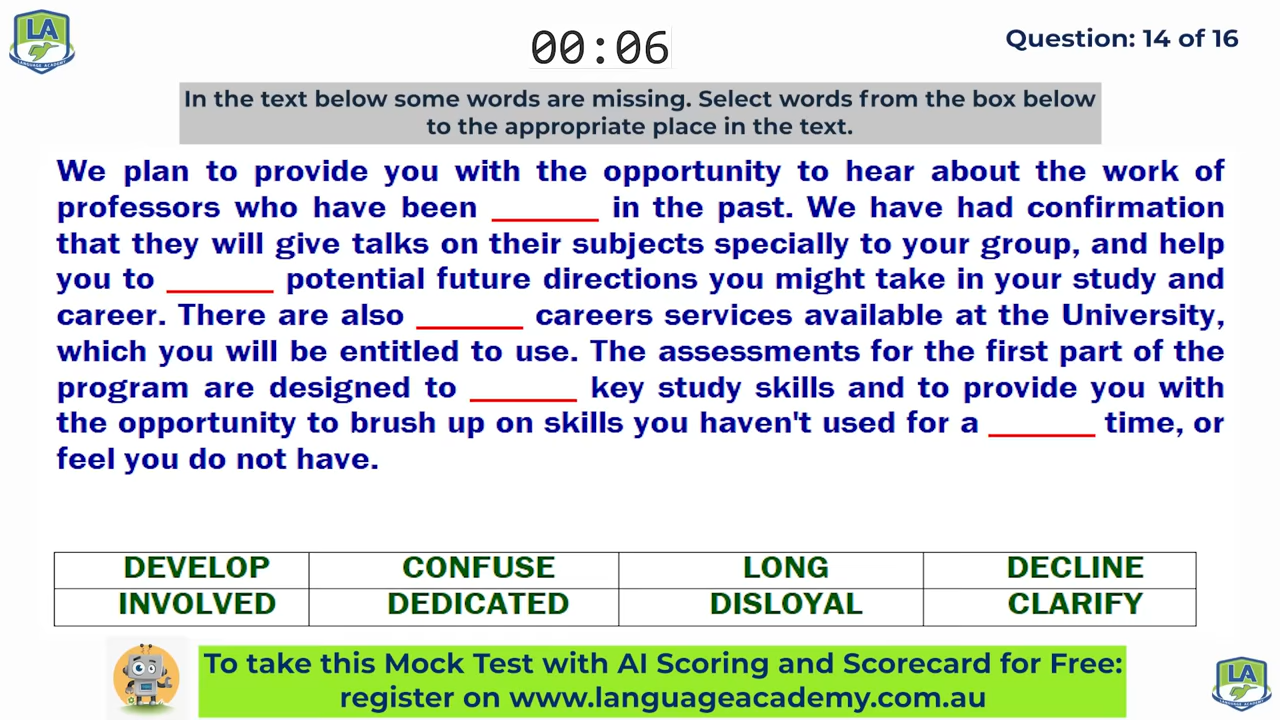 LA
LANGUAGE ACADEMY
00:06
Question: 14 of 16
In the text below some words are missing. Select words from the box below
to the appropriate place in the text.
We plan to provide you with the opportunity to hear about the work of
professors who have been _______ in the past. We have had confirmation
that they will give talks on their subjects specially to your group, and help
you to _______ potential future directions you might take in your study and
career. There are also _______ careers services available at the University,
which you will be entitled to use. The assessments for the first part of the
program are designed to _______ key study skills and to provide you with
the opportunity to brush up on skills you haven't used for a _______ time, or
feel you do not have.
DEVELOP CONFUSE LONG DECLINE
INVOLVED DEDICATED DISLOYAL CLARIFY
To take this Mock Test with AI Scoring and Scorecard for Free:
register on www.languageacademy.com.au
LA
LANGUAGE ACADEMY